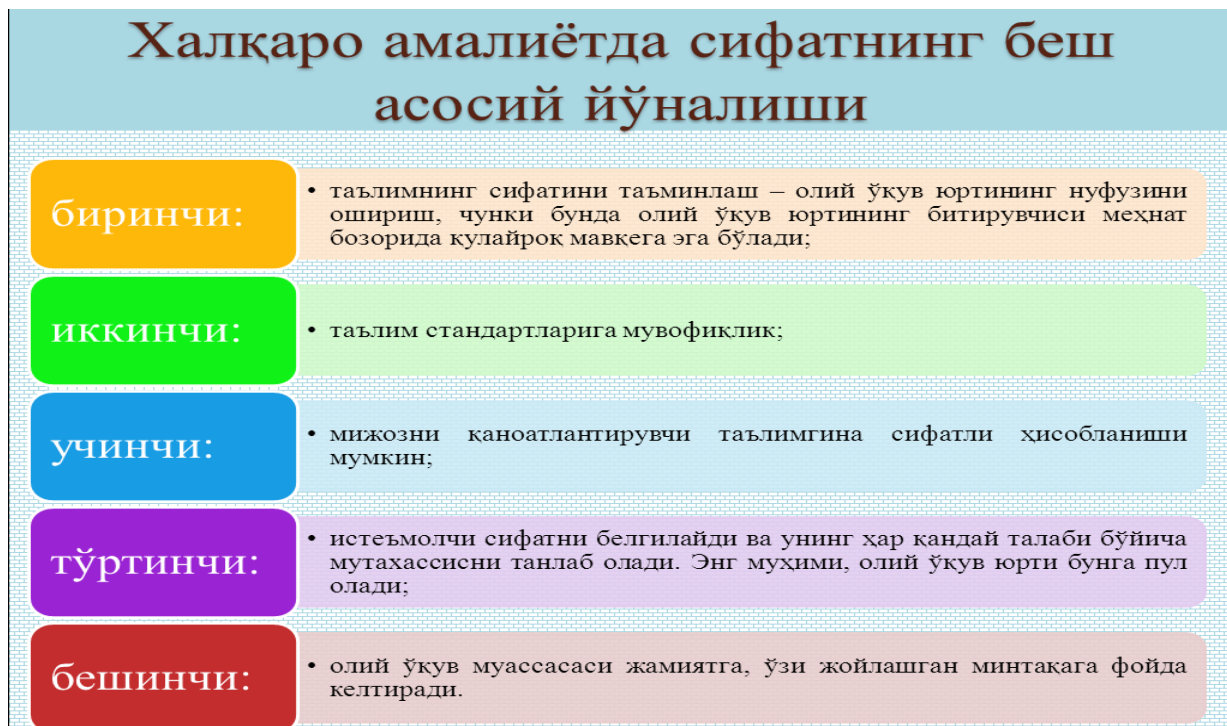 Халқаро амалиётда сифатнинг беш
асосий йўналиши
биринчи:
• таълимнинг сифатини таъминлаш – олий ўқув юртининг нуфузини
ошириш, чунки бунда олий ўқув юртининг битирувчиси меҳнат
бозорида қулайроқ мавқега эга бўлади;
иккинчи:
• таълим стандартларига мувофиқлик;
учинчи:
• мижозни қаноатлантирувчи таълимгина сифатли ҳисобланиши
мумкин;
тўртинчи:
• истеъмолчи сифатни белгилайди ва унинг ҳар қандай талаби бўйича
мутахассисни танлаб олади. Энг муҳими, олий ўқув юрти бунга пул
олади;
бешинчи:
• олий ўқув муассасаси жамиятга, ўзи жойлашган минтақага фойда
келтиради.